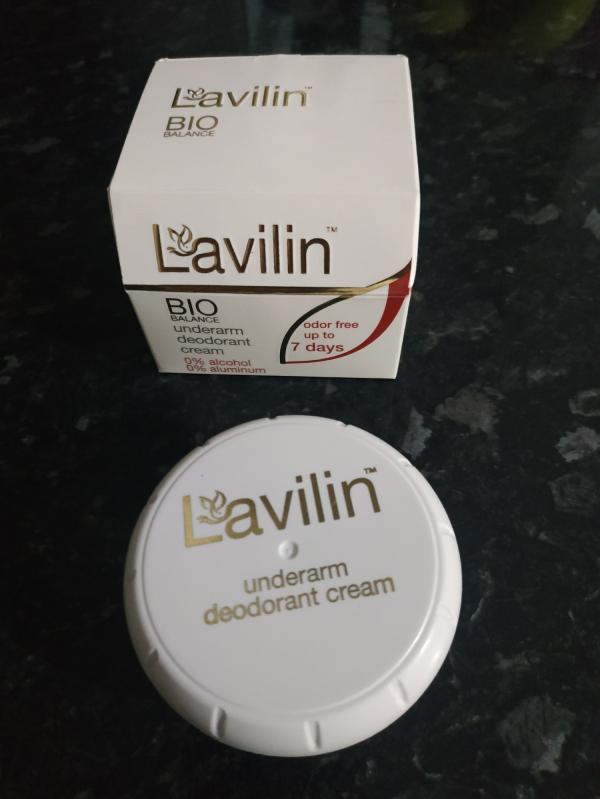 Lavilin™
BIO
BALANCE
Lavilin™
BIO
BALANCE
underarm
deodorant
cream
0% alcohol
0% aluminum
odor free
up to
7 days
Lavilin™
underarm
deodorant cream